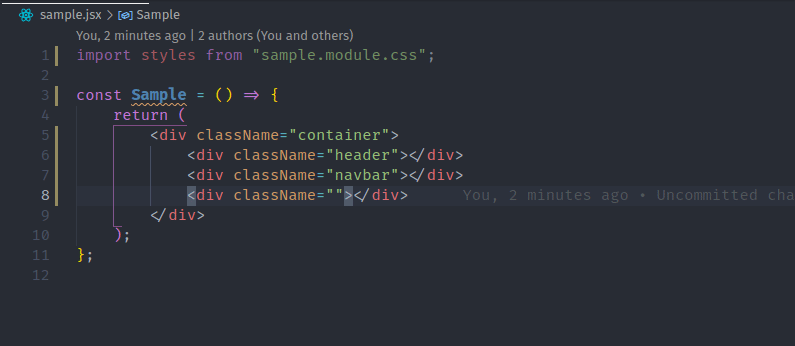 sample.jsx > Sample
You, 2 minutes ago | 2 authors (You and others)
1 import styles from "sample.module.css";
2
3 const Sample = () => {
4 return (
5 <div className="container">
6 <div className="header"></div>
7 <div className="navbar"></div>
8 <div className=""></div> You, 2 minutes ago • Uncommitted cha
9 </div>
10 );
11 };
12